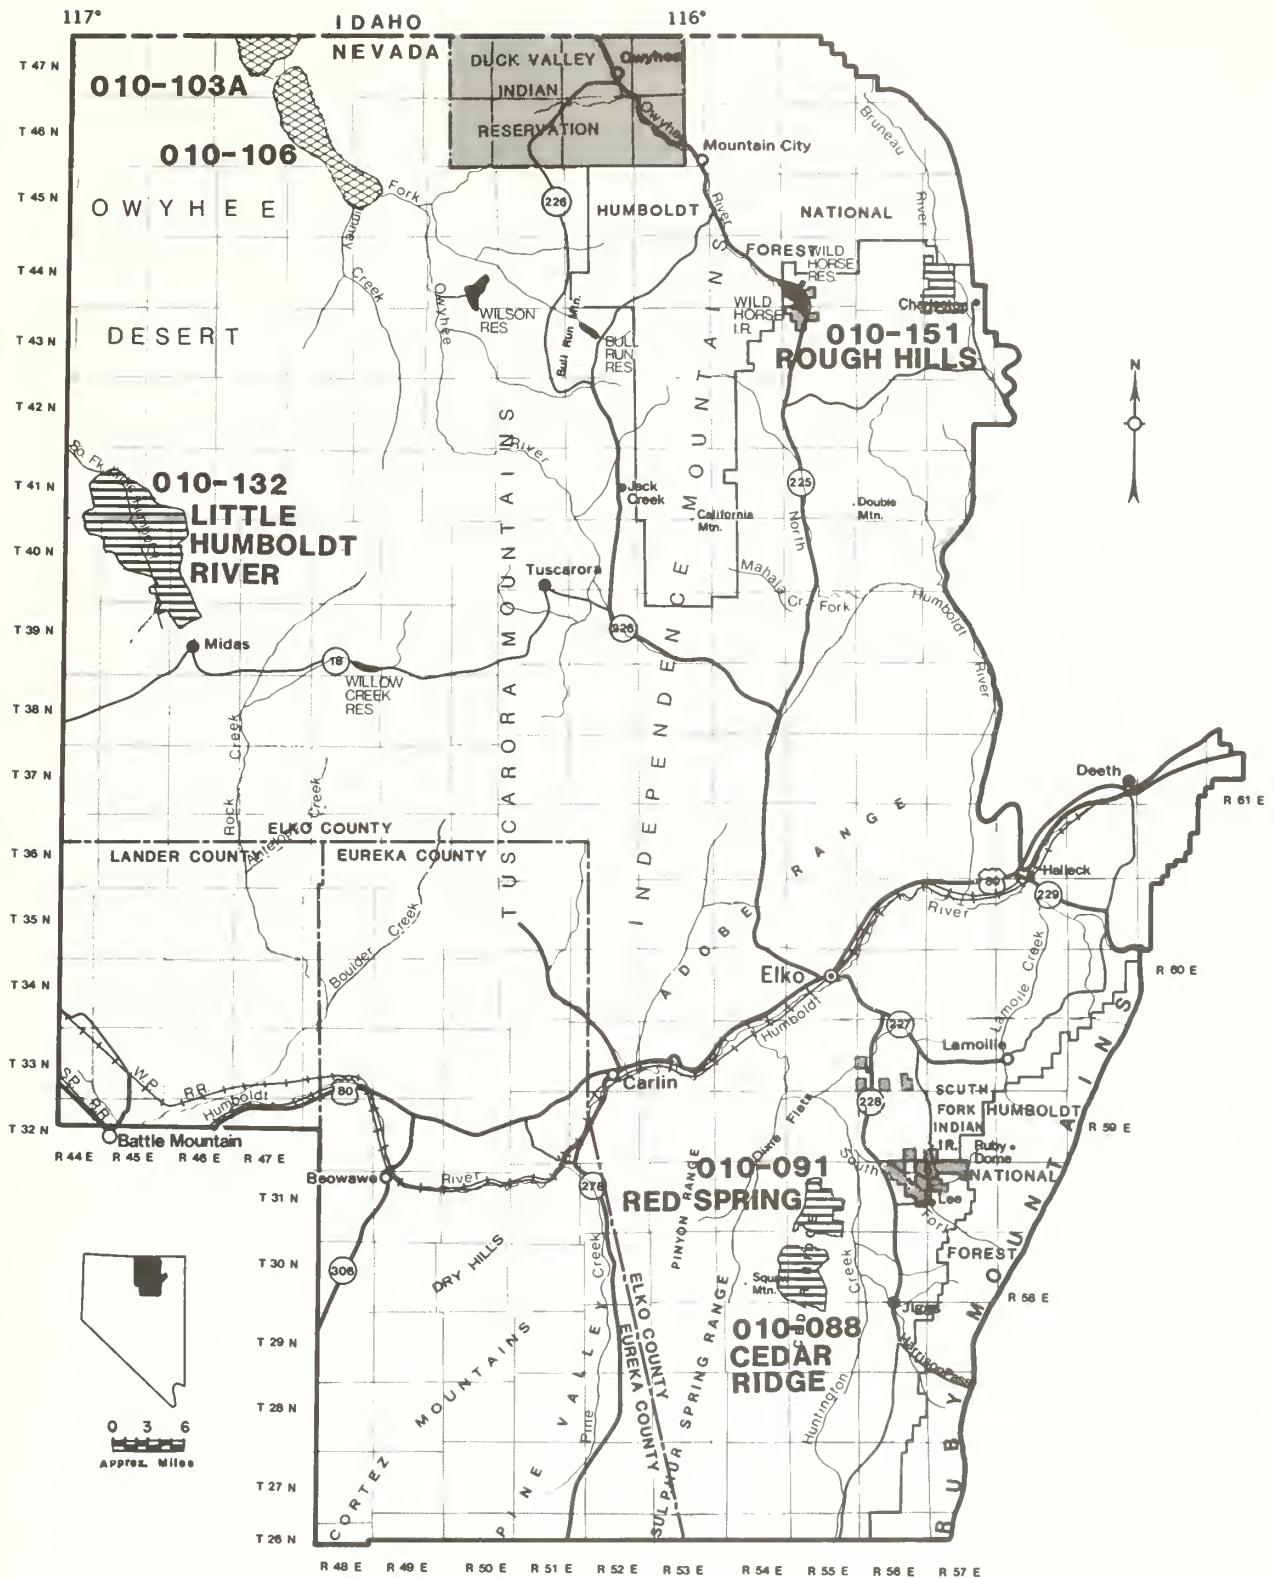 117°
116°
IDAHO
NEVADA
T 47 N
T 46 N
T 45 N
T 44 N
T 43 N
T 42 N
T 41 N
T 40 N
T 39 N
T 38 N
T 37 N
T 36 N
T 35 N
T 34 N
T 33 N
T 32 N
010-103A
010-106
OWYHEE
DESERT
DUCK VALLEY
INDIAN
RESERVATION
Owyhee
Owyhee
Mountain City
River
226
Fork
Creek
Owyhee
River
WILSON
RES
Bull Run Mtn.
BULL
RUN
RES.
HUMBOLDT
NATIONAL
FOREST
WILD
HORSE
RES.
WILD
HORSE
I.R.
Bruneau
River
Charleston
010-151
ROUGH HILLS
N
So Fk Little Humboldt
010-132
LITTLE
HUMBOLDT
RIVER
Midas
18
WILLOW
CREEK
RES
Tuscarora
226
Jack
Creek
California
Mtn.
225
Double
Mtn.
North
Fork
Humboldt
River
Mahala Cr
TUSCARORA MOUNTAINS
INDEPENDENCE MOUNTAINS
ADOBE RANGE
Rock Creek
Antelope Creek
Boulder Creek
ELKO COUNTY
LANDER COUNTY
EUREKA COUNTY
Deeth
R 61 E
Halleck
80
229
River
Lamoille Creek
R 60 E
Elko
Humboldt
227
Lamoille
Carlin
W.P. RR
S.P. RR
Humboldt
80
Battle Mountain
R 44 E
R 45 E
R 46 E
R 47 E
Beowawe
River
278
306
228
SOUTH
FORK
INDIAN
I.R.
HUMBOLDT
NATIONAL
FOREST
Ruby
Dome
Lee
South
Fork
R 59 E
R 58 E
Dixie Flats
010-091
RED SPRING
PINYON RANGE
CEDAR RIDGE
Squaw
Mtn.
010-088
CEDAR
RIDGE
Jiggs
Harrison Pass
Huntington
Creek
RUBY MOUNTAINS
T 31 N
T 30 N
T 29 N
T 28 N
T 27 N
T 26 N
DRY HILLS
CORTEZ MOUNTAINS
PINE VALLEY
Pine Creek
ELKO COUNTY
EUREKA COUNTY
SULPHUR SPRING RANGE
0 3 6
Approx. Miles
R 48 E
R 49 E
R 50 E
R 51 E
R 52 E
R 53 E
R 54 E
R 55 E
R 56 E
R 57 E